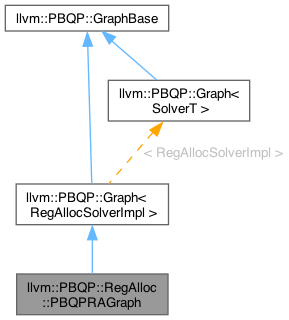 llvm::PBQP::GraphBase
llvm::PBQP::Graph<
SolverT >
< RegAllocSolverImpl >
llvm::PBQP::Graph<
RegAllocSolverImpl >
llvm::PBQP::RegAlloc
::PBQPRAGraph